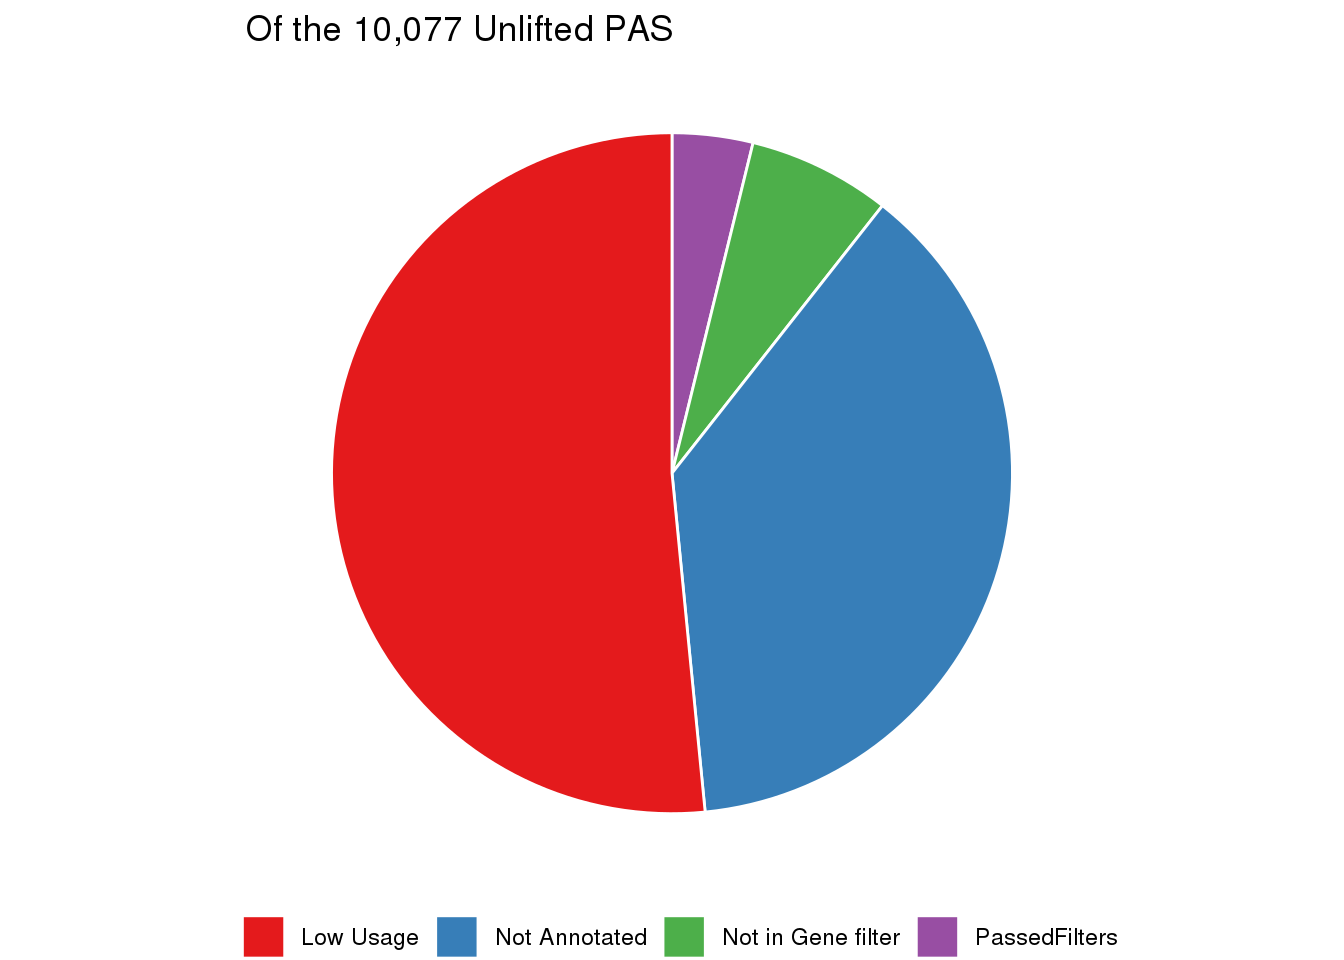 Of the 10,077 Unlifted PAS
Low Usage Not Annotated Not in Gene filter PassedFilters